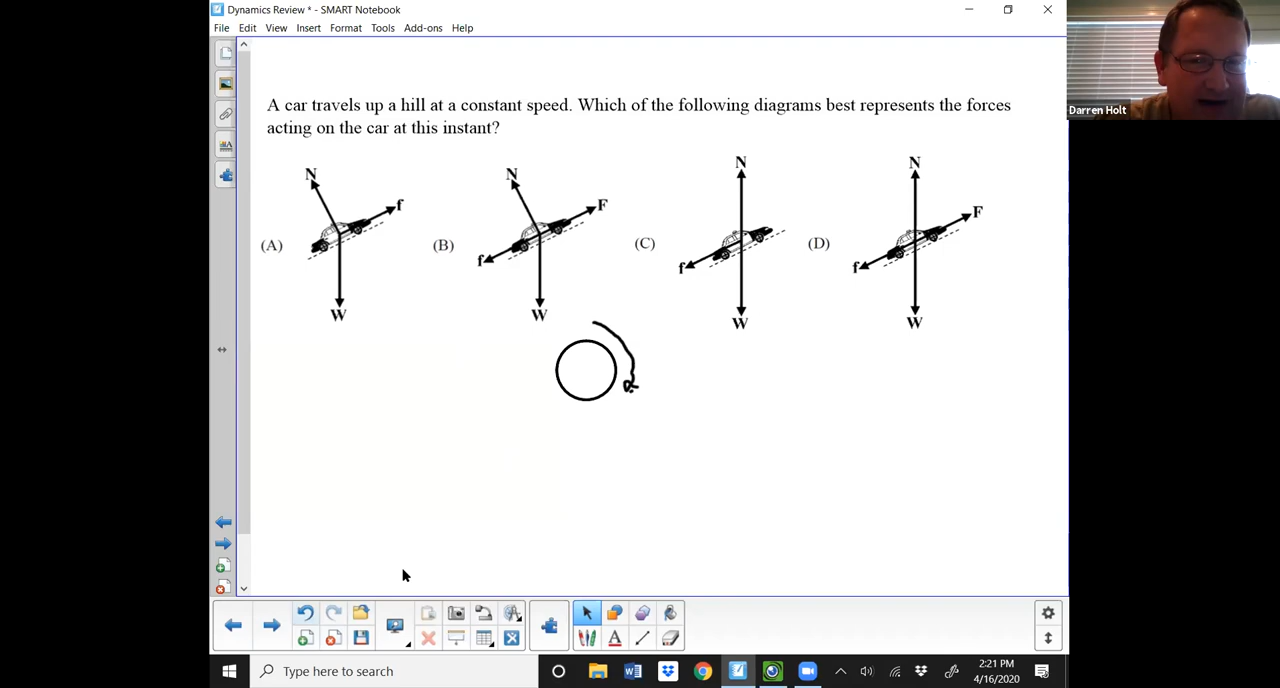 Dynamics Review * - SMART Notebook
File Edit View Insert Format Tools Add-ons Help
Darren Holt
A car travels up a hill at a constant speed. Which of the following diagrams best represents the forces
acting on the car at this instant?
N
f
(A)
W
N
F
(B)
f
W
N
(C)
f
W
N
F
(D)
f
W
A
Type here to search
2:21 PM
4/16/2020